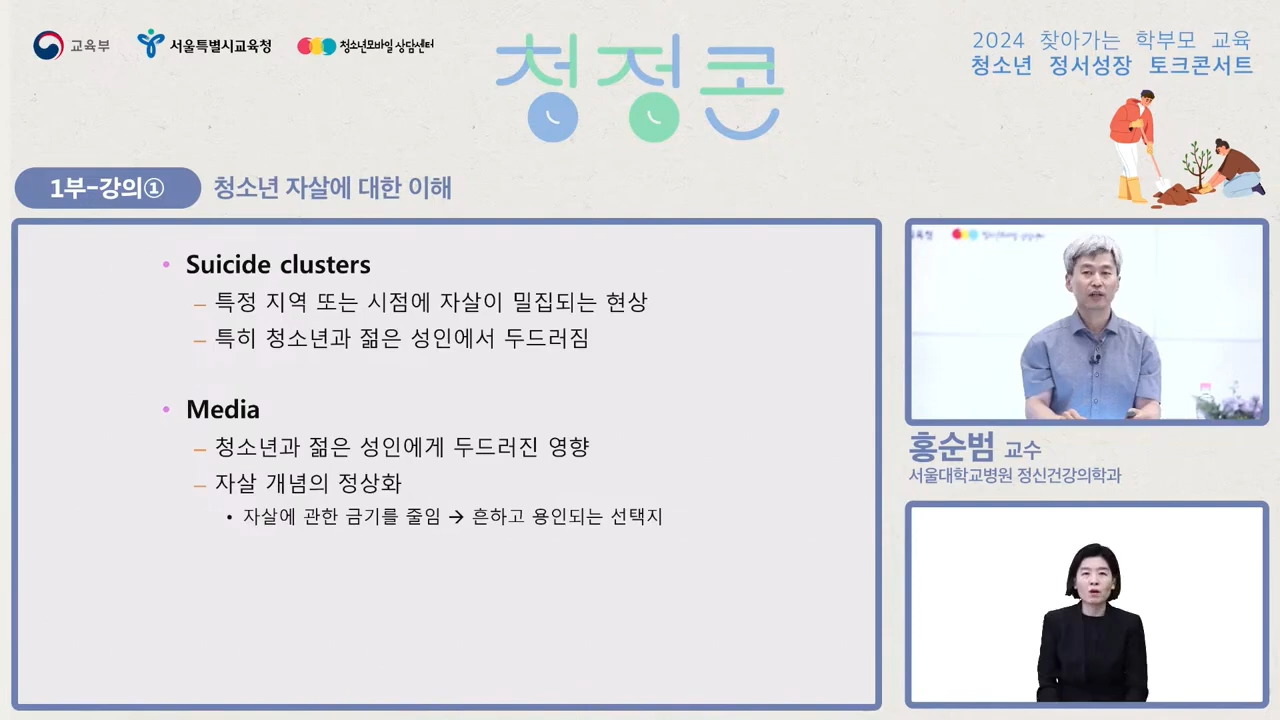 교육부
서울특별시교육청
청소년모바일 상담센터
청정콘
2024 찾아가는 학부모 교육
청소년 정서성장 토크콘서트
1부-강의①
청소년 자살에 대한 이해
• Suicide clusters
– 특정 지역 또는 시점에 자살이 밀집되는 현상
– 특히 청소년과 젊은 성인에서 두드러짐
• Media
– 청소년과 젊은 성인에게 두드러진 영향
– 자살 개념의 정상화
• 자살에 관한 금기를 줄임 → 흔하고 용인되는 선택지
홍순범 교수
서울대학교병원 정신건강의학과